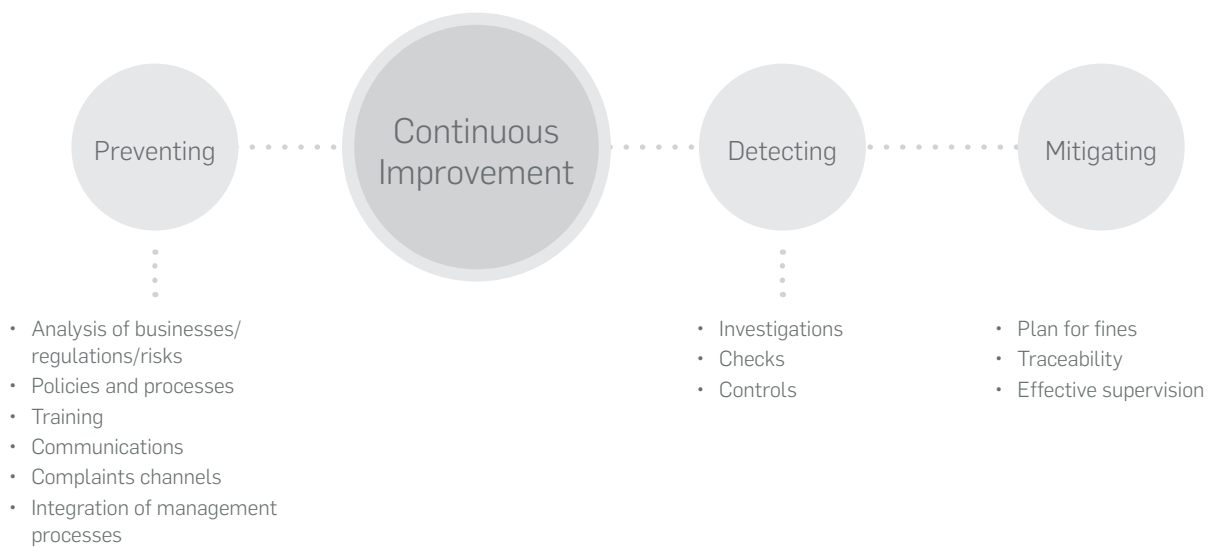 Preventing
Continuous
Improvement
Detecting
Mitigating
• Analysis of businesses/
regulations/risks
• Policies and processes
• Training
• Communications
• Complaints channels
• Integration of management
processes
• Investigations
• Checks
• Controls
• Plan for fines
• Traceability
• Effective supervision